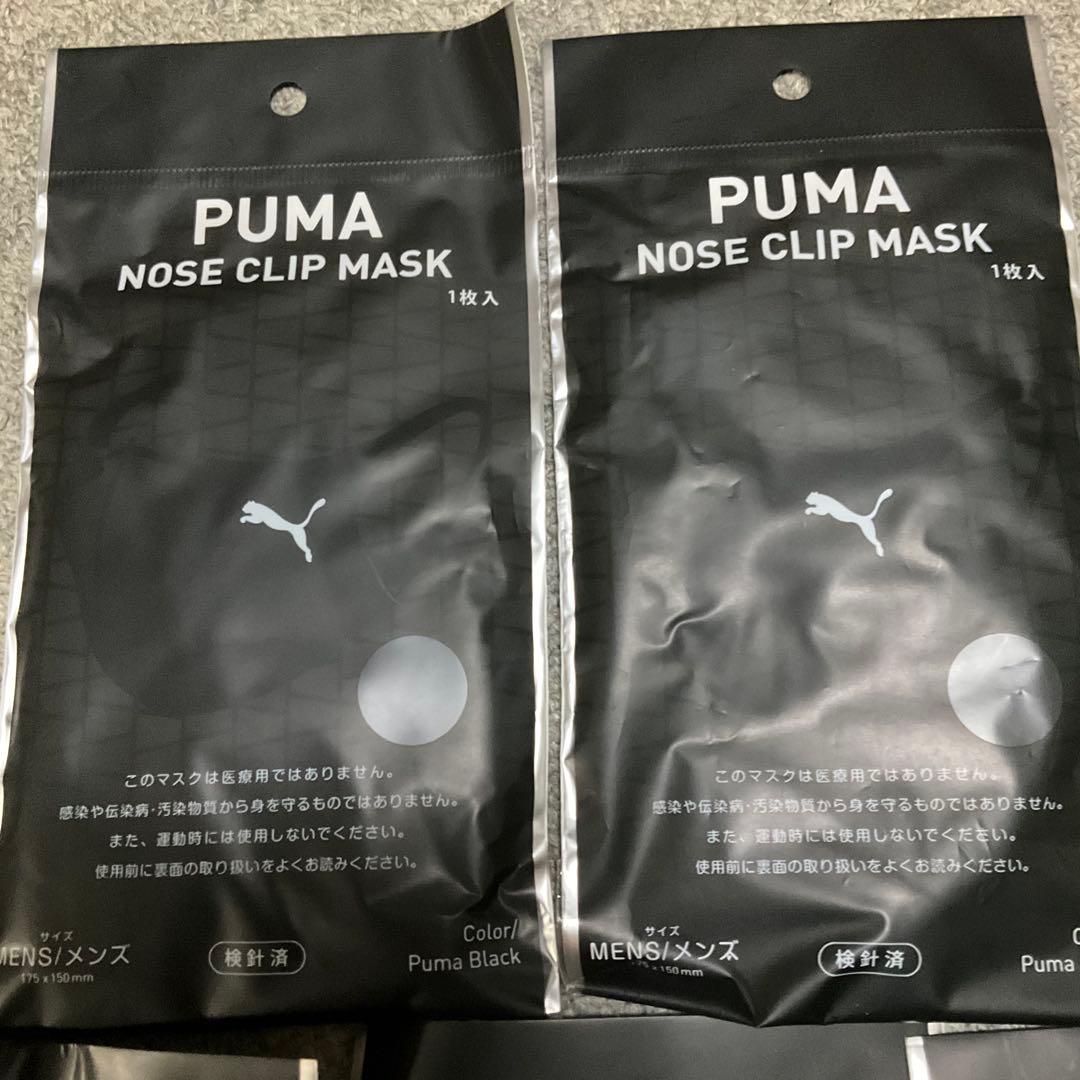 PUMA
NOSE CLIP MASK
1枚入
このマスクは医療用ではありません。
感染や伝染病・汚染物質から身を守るものではありません。
また、運動時には使用しないでください。
使用前に裏面の取り扱いをよくお読みください。
サイズ
MENS/メンズ
175 x 150mm
検針済
Color/
Puma Black
PUMA
NOSE CLIP MASK
1枚入
このマスクは医療用ではありません。
感染や伝染病・汚染物質から身を守るものではありません。
また、運動時には使用しないでください。
使用前に裏面の取り扱いをよくお読みください。
サイズ
MENS/メンズ
175 x 150mm
検針済
Puma